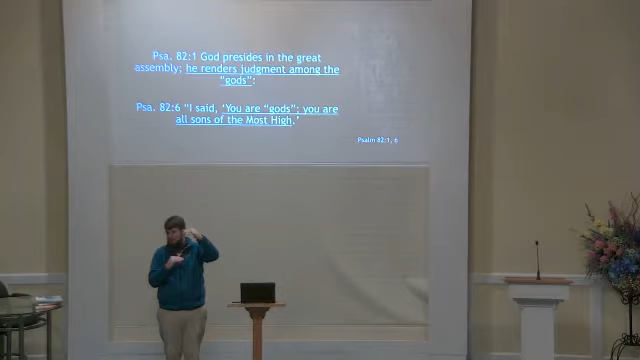 Psa. 82:1 God presides in the great
assembly; he renders judgment among the
"gods":
Psa. 82:6 "I said, 'You are "gods"; you are
all sons of the Most High.'
Psalm 82:1, 6